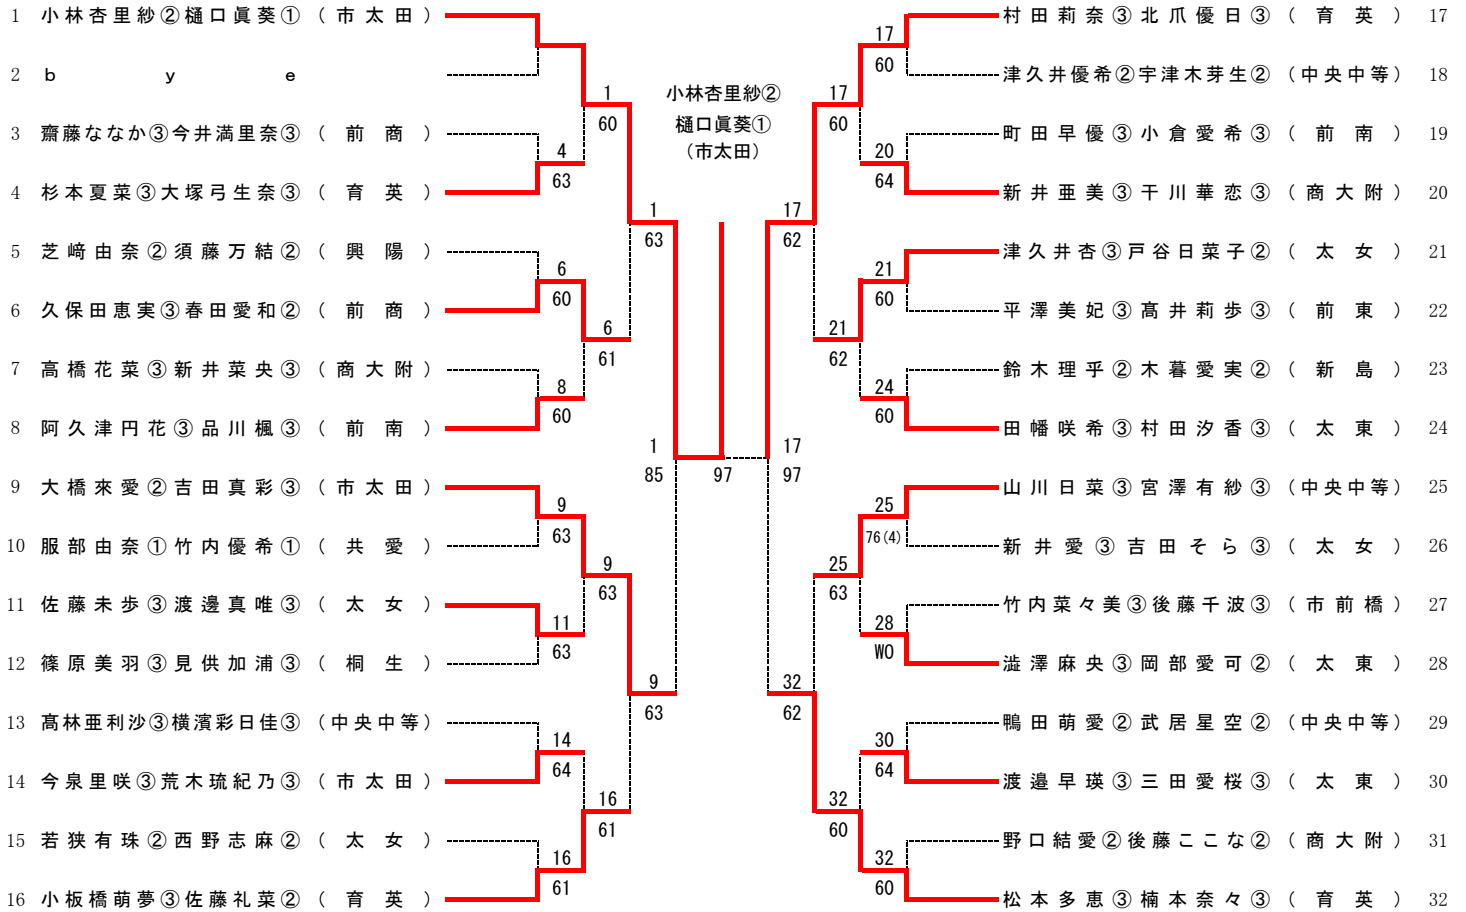 1 小林杏里紗②樋口眞葵① (市太田)
2 bye
3 齋藤ななか③今井満里奈③ (前商)
4 杉本夏菜③大塚弓生奈③ (育英)
5 芝﨑由奈②須藤万結② (興陽)
6 久保田恵実③春田愛和② (前商)
7 高橋花菜③新井菜央③ (商大附)
8 阿久津円花③品川楓③ (前南)
9 大橋來愛②吉田真彩③ (市太田)
10 服部由奈①竹内優希① (共愛)
11 佐藤未歩③渡邊真唯③ (太女)
12 篠原美羽③見供加浦③ (桐生)
13 髙林亜利沙③横濱彩日佳③ (中央中等)
14 今泉里咲③荒木琉紀乃③ (市太田)
15 若狭有珠②西野志麻② (太女)
16 小板橋萌夢③佐藤礼菜② (育英)
4
63
6
60
8
60
9
63
11
63
14
64
16
61
1
60
6
61
9
63
16
61
1
63
9
63
1
85
小林杏里紗②
樋口眞葵①
(市太田)
97
17
97
17
62
32
62
17
60
21
62
25
63
32
60
17
60
20
64
21
60
24
60
25
76(4)
28
WO
30
64
32
60
村田莉奈③北爪優日③ (育英) 17
津久井優希②宇津木芽生② (中央中等) 18
町田早優③小倉愛希③ (前南) 19
新井亜美③干川華恋③ (商大附) 20
津久井杏③戸谷日菜子② (太女) 21
平澤美妃③髙井莉歩③ (前東) 22
鈴木理乎②木暮愛実② (新島) 23
田幡咲希③村田汐香③ (太東) 24
山川日菜③宮澤有紗③ (中央中等) 25
新井愛③吉田そら③ (太女) 26
竹内菜々美③後藤千波③ (市前橋) 27
澁澤麻央③岡部愛可② (太東) 28
鴨田萌愛②武居星空② (中央中等) 29
渡邉早瑛③三田愛桜③ (太東) 30
野口結愛②後藤ここな② (商大附) 31
松本多恵③楠本奈々③ (育英) 32